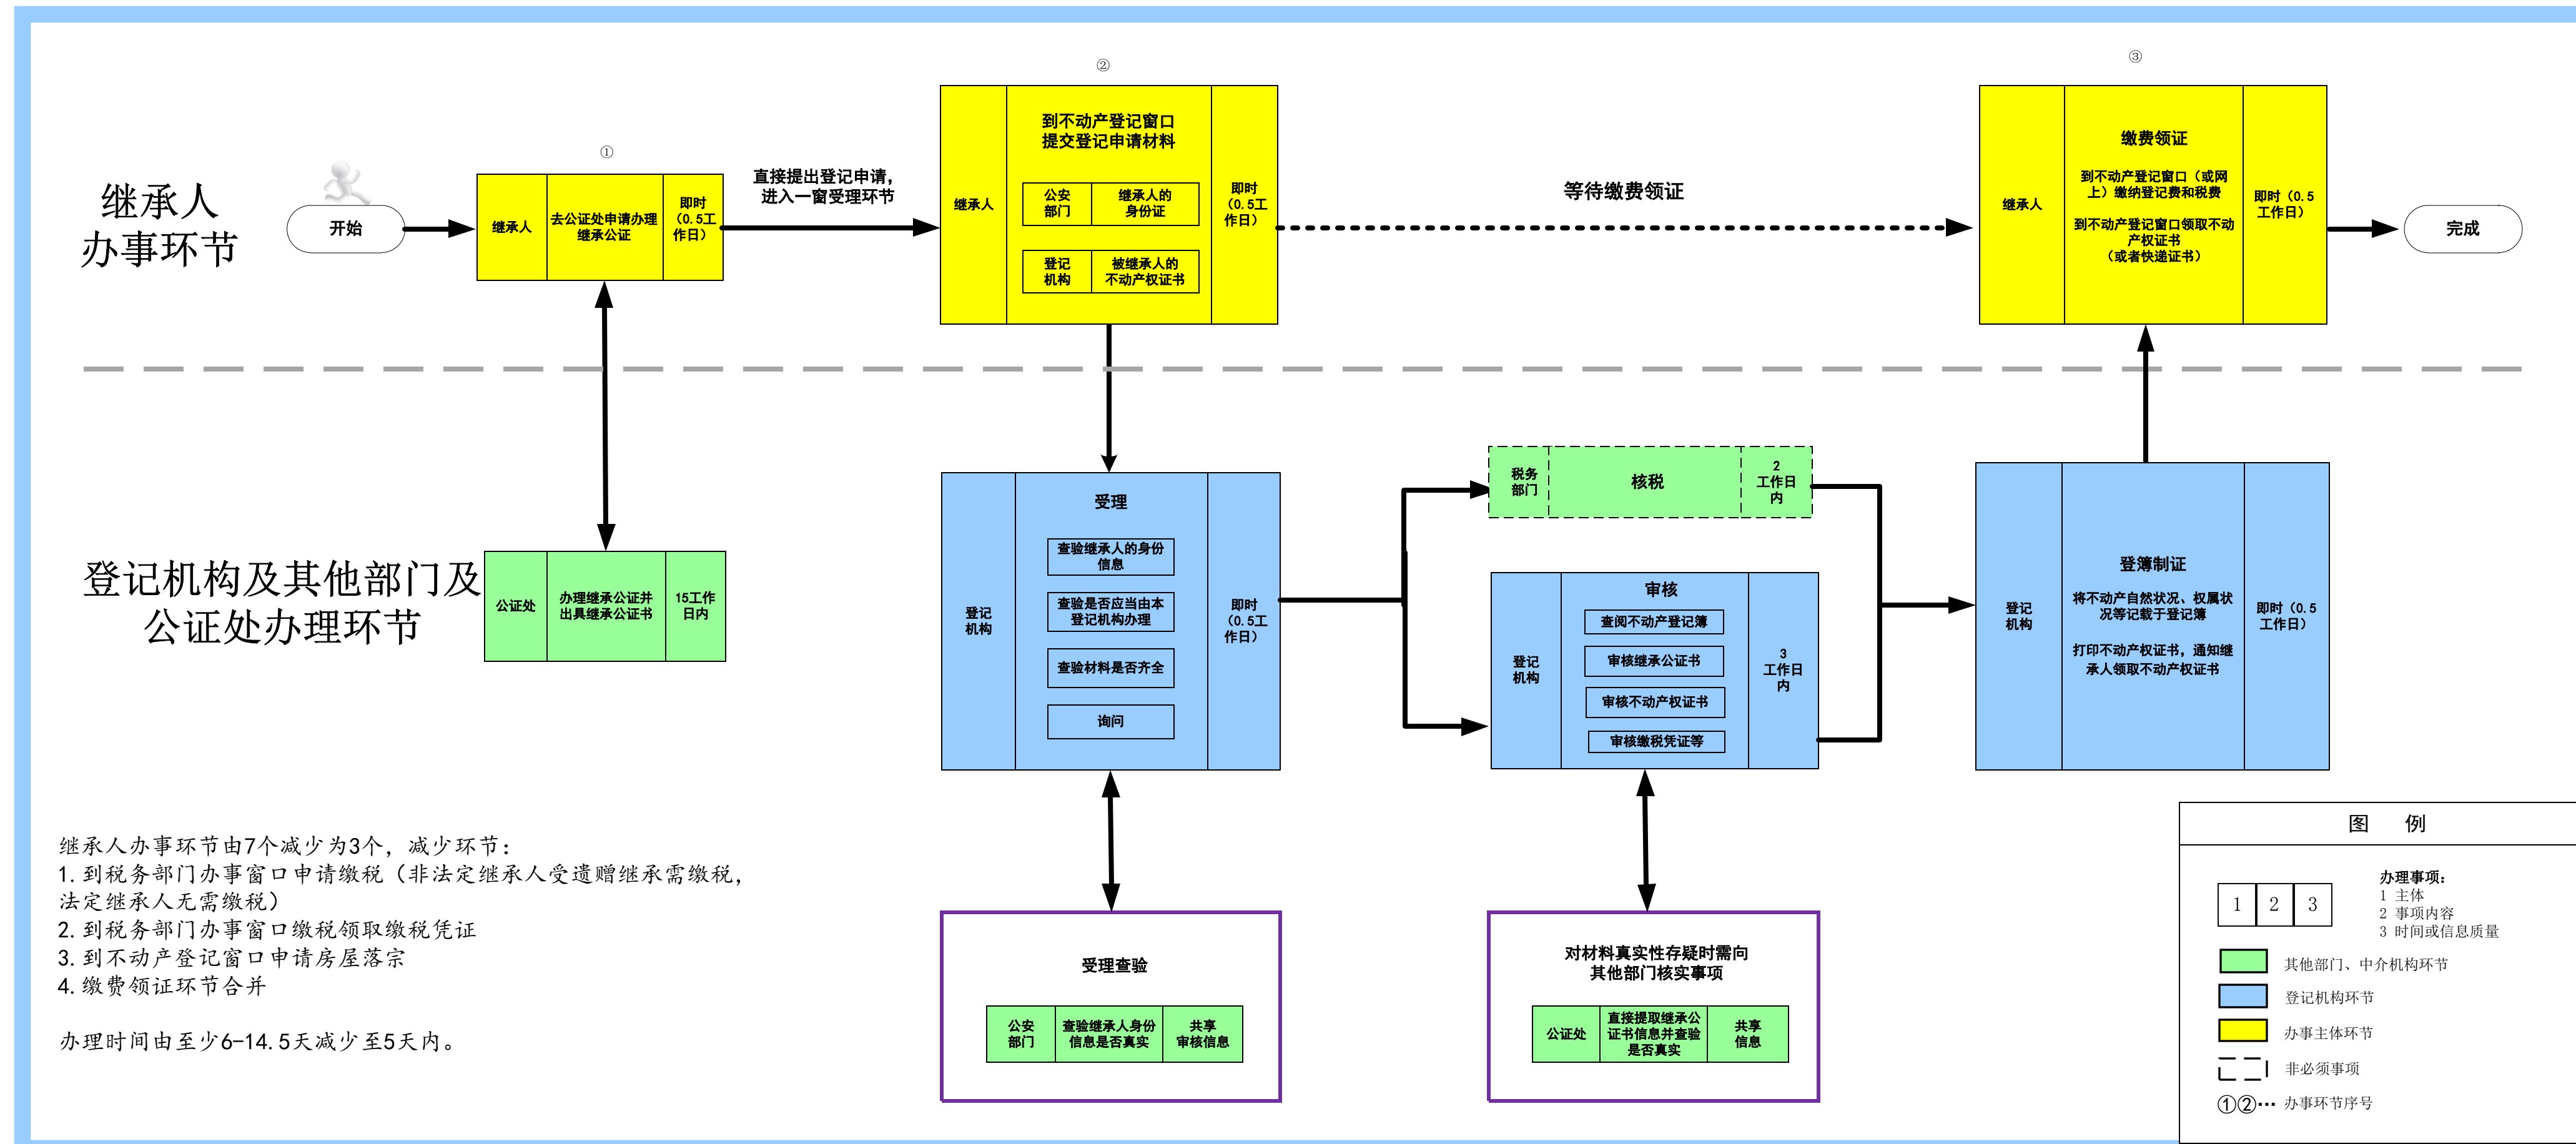 ②
③
①
继承人
办事环节
开始
继承人
去公证处申请办理
继承公证
即时
（0.5工
作日）
直接提出登记申请，
进入一窗受理环节
继承人
到不动产登记窗口
提交登记申请材料
公安
部门
继承人的
身份证
登记
机构
被继承人的
不动产权证书
即时
（0.5工
作日）
等待缴费领证
继承人
缴费领证
到不动产登记窗口（或网
上）缴纳登记费和税费
到不动产登记窗口领取不动
产权证书
（或者快递证书）
即时（0.5
工作日）
完成
登记机构及其他部门及
公证处办理环节
公证处
办理继承公证并
出具继承公证书
15工作
日内
登记
机构
受理
查验继承人的身份
信息
查验是否应当由本
登记机构办理
查验材料是否齐全
询问
即时
（0.5工
作日）
税务
部门
核税
2
工作日
内
登记
机构
审核
查阅不动产登记簿
审核继承公证书
审核不动产权证书
审核缴税凭证等
3
工作日
内
登记
机构
登簿制证
将不动产自然状况、权属状
况等记载于登记簿
打印不动产权证书，通知继
承人领取不动产权证书
即时（0.5
工作日）
继承人办事环节由7个减少为3个，减少环节：
1.到税务部门办事窗口申请缴税（非法定继承人受遗赠继承需缴税，
法定继承人无需缴税）
2.到税务部门办事窗口缴税领取缴税凭证
3.到不动产登记窗口申请房屋落宗
4.缴费领证环节合并
办理时间由至少6-14.5天减少至5天内。
受理查验
公安
部门
查验继承人身份
信息是否真实
共享
审核信息
对材料真实性存疑时需向
其他部门核实事项
公证处
直接提取继承公
证书信息并查验
是否真实
共享
信息
图 例
1 2 3
办理事项：
1 主体
2 事项内容
3 时间或信息质量
其他部门、中介机构环节
登记机构环节
办事主体环节
非必须事项
①②… 办事环节序号